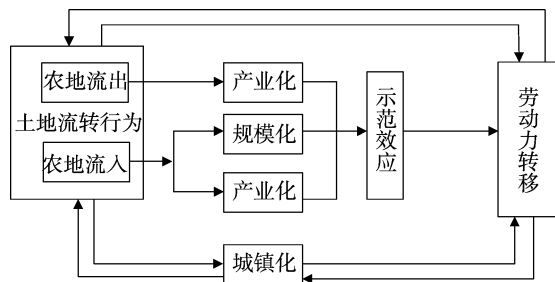 农地流出
土地流转行为
农地流入
产业化
规模化
产业化
示范效应
劳动力转移
城镇化